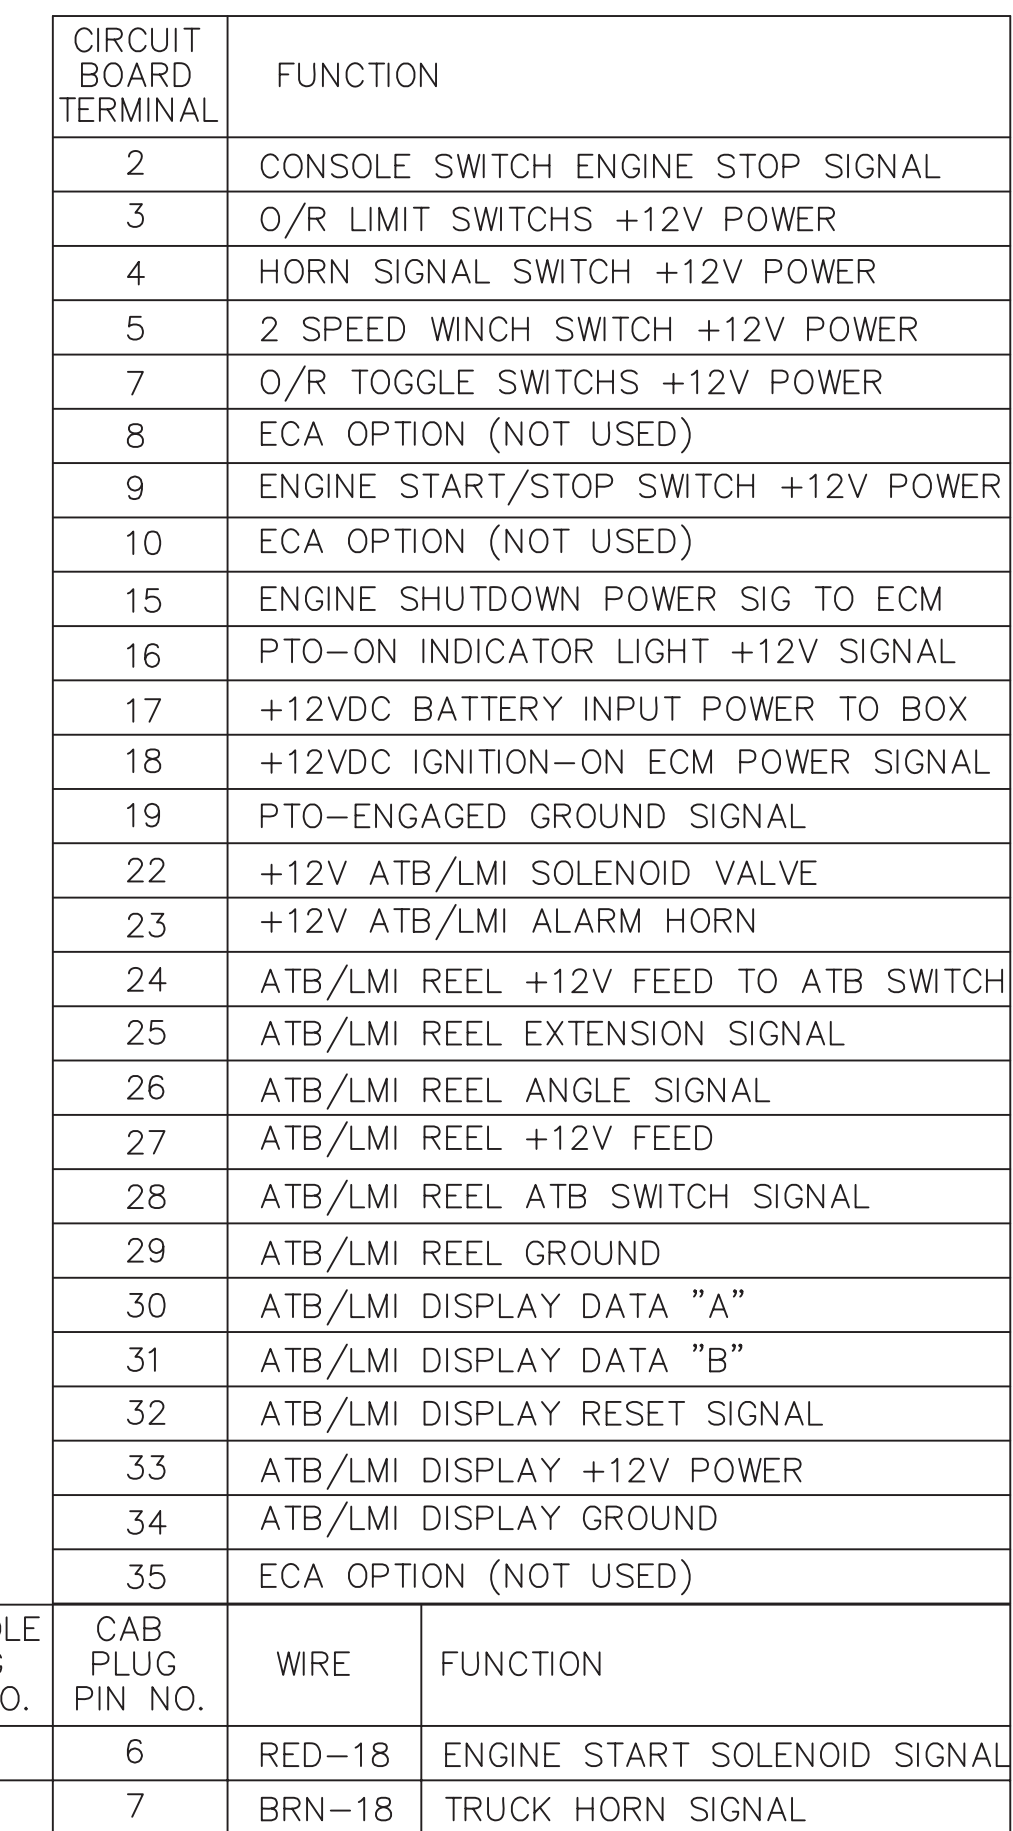 CIRCUIT
BOARD
TERMINAL
FUNCTION
2 CONSOLE SWITCH ENGINE STOP SIGNAL
3 O/R LIMIT SWITCHS +12V POWER
4 HORN SIGNAL SWITCH +12V POWER
5 2 SPEED WINCH SWITCH +12V POWER
7 O/R TOGGLE SWITCHS +12V POWER
8 ECA OPTION (NOT USED)
9 ENGINE START/STOP SWITCH +12V POWER
10 ECA OPTION (NOT USED)
15 ENGINE SHUTDOWN POWER SIG TO ECM
16 PTO-ON INDICATOR LIGHT +12V SIGNAL
17 +12VDC BATTERY INPUT POWER TO BOX
18 +12VDC IGNITION-ON ECM POWER SIGNAL
19 PTO-ENGAGED GROUND SIGNAL
22 +12V ATB/LMI SOLENOID VALVE
23 +12V ATB/LMI ALARM HORN
24 ATB/LMI REEL +12V FEED TO ATB SWITCH
25 ATB/LMI REEL EXTENSION SIGNAL
26 ATB/LMI REEL ANGLE SIGNAL
27 ATB/LMI REEL +12V FEED
28 ATB/LMI REEL ATB SWITCH SIGNAL
29 ATB/LMI REEL GROUND
30 ATB/LMI DISPLAY DATA "A"
31 ATB/LMI DISPLAY DATA "B"
32 ATB/LMI DISPLAY RESET SIGNAL
33 ATB/LMI DISPLAY +12V POWER
34 ATB/LMI DISPLAY GROUND
35 ECA OPTION (NOT USED)
CAB
PLUG
PIN NO.
WIRE
FUNCTION
6 RED-18 ENGINE START SOLENOID SIGNAL
7 BRN-18 TRUCK HORN SIGNAL